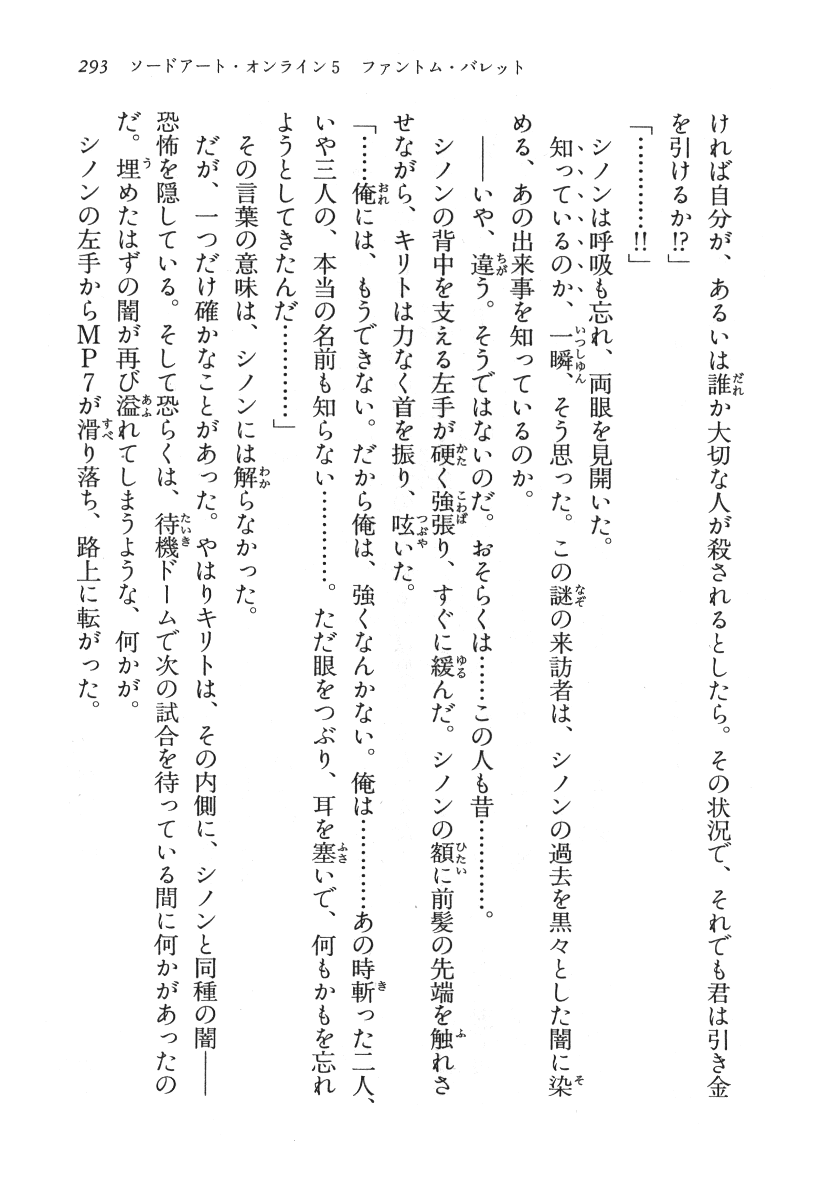 293　ソードアート・オンライン5　ファントム・バレット
ければ自分が、あるいは誰か大切な人が殺されるとしたら。その状況で、それでも君は引き金
を引けるか!?」
「…………!!」
シノンは呼吸も忘れ、両眼を見開いた。
知っているのか、一瞬、そう思った。この謎の来訪者は、シノンの過去を黒々とした闇に染
める、あの出来事を知っているのか。
――いや、違う。そうではないのだ。おそらくは……この人も昔…………。
シノンの背中を支える左手が硬く強張り、すぐに緩んだ。シノンの額に前髪の先端を触れさ
せながら、キリトは力なく首を振り、呟いた。
「……俺には、もうできない。だから俺は、強くなんかない。俺は…………あの時斬った二人、
いや三人の、本当の名前も知らない…………。ただ眼をつぶり、耳を塞いで、何もかもを忘れ
ようとしてきたんだ…………」
その言葉の意味は、シノンには解らなかった。
だが、一つだけ確かなことがあった。やはりキリトは、その内側に、シノンと同種の闇――
恐怖を隠している。そして恐らくは、待機ドームで次の試合を待っている間に何かがあったの
だ。埋めたはずの闇が再び溢れてしまうような、何かが。
シノンの左手からMP7が滑り落ち、路上に転がった。